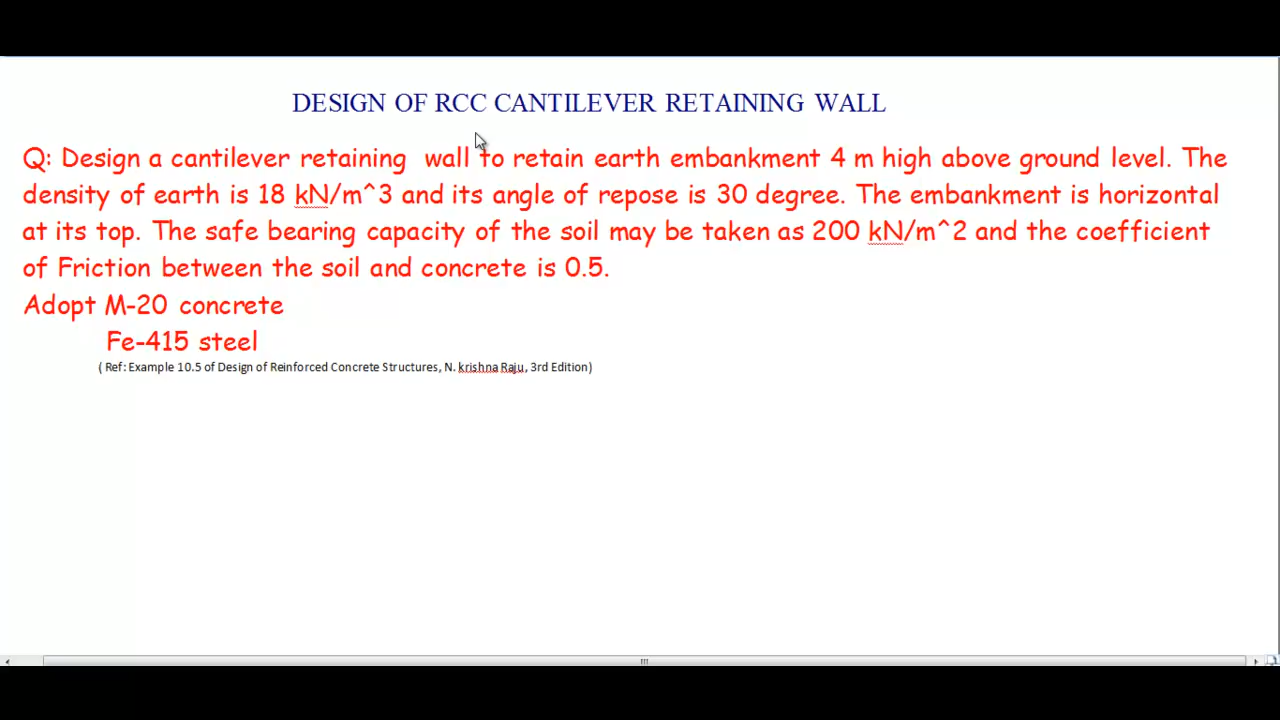 DESIGN OF RCC CANTILEVER RETAINING WALL
Q: Design a cantilever retaining wall to retain earth embankment 4 m high above ground level. The
density of earth is 18 kN/m^3 and its angle of repose is 30 degree. The embankment is horizontal
at its top. The safe bearing capacity of the soil may be taken as 200 kN/m^2 and the coefficient
of Friction between the soil and concrete is 0.5.
Adopt M-20 concrete
Fe-415 steel
( Ref: Example 10.5 of Design of Reinforced Concrete Structures, N. krishna Raju, 3rd Edition)